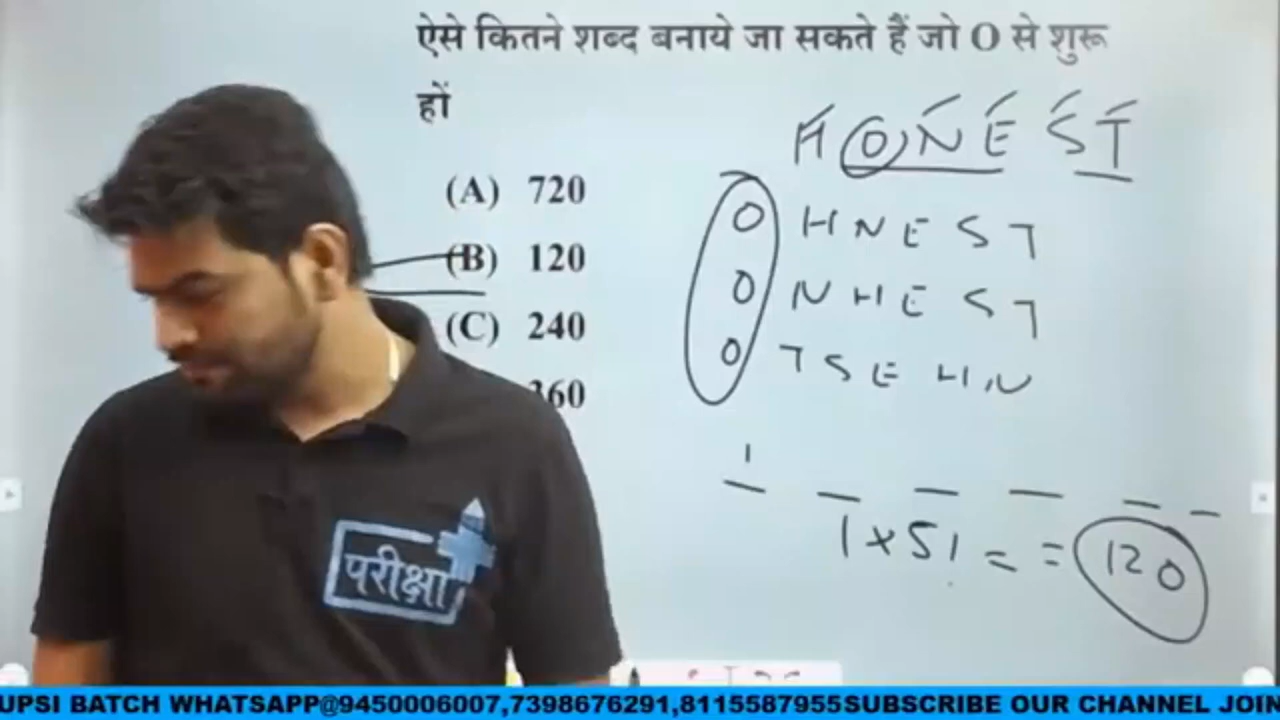 ऐसे कितने शब्द बनाये जा सकते हैं जो O से शुरू
हों
(A) 720
(B) 120
(C) 240
360
HONEST
O HNEST
O NHEST
O TSEHN
1
1×5! = = 120
परीक्षा
UPSI BATCH WHATSAPP@9450006007,7398676291,8115587955SUBSCRIBE OUR CHANNEL JOIN